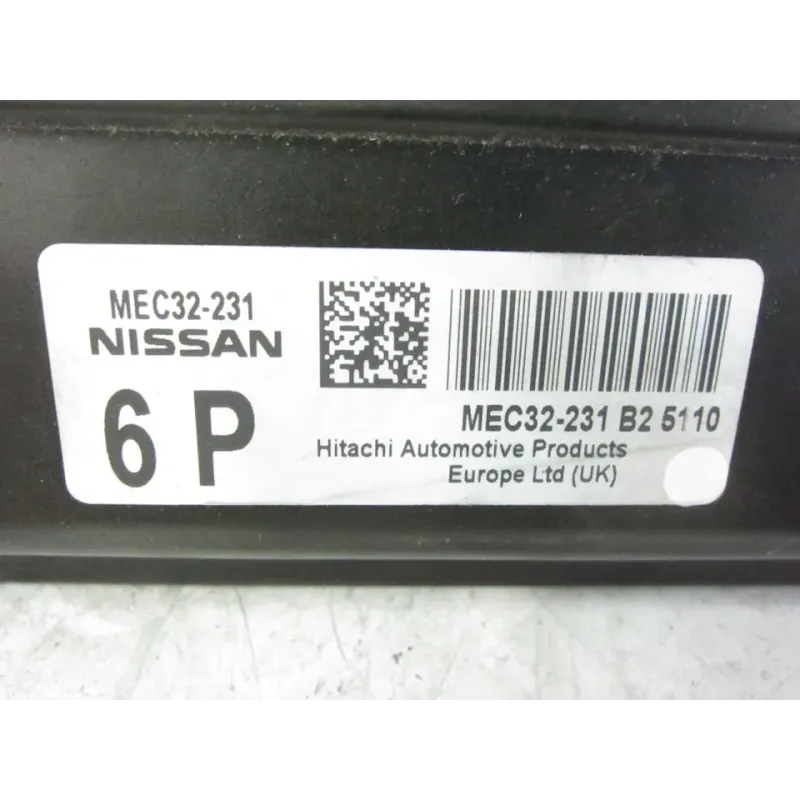 MEC32-231
NISSAN
6 P
MEC32-231 B2 5110
Hitachi Automotive Products
Europe Ltd (UK)